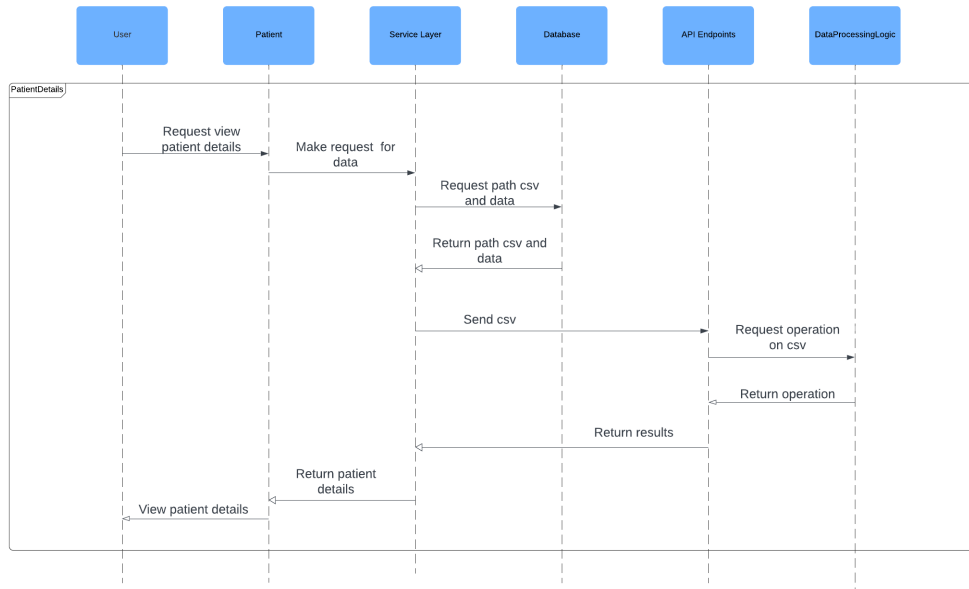 User
Patient
Service Layer
Database
API Endpoints
DataProcessingLogic
PatientDetails
Request view
patient details
Make request for
data
Request path csv
and data
Return path csv and
data
Send csv
Request operation
on csv
Return operation
Return results
Return patient
details
View patient details